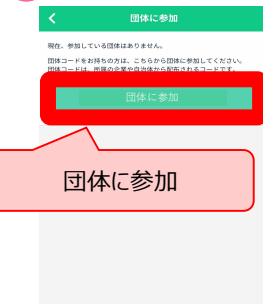 団体に参加
現在、参加している団体はありません。
団体コードをお持ちの方は、こちらから団体に参加してください。
団体コードは、所属の企業や自治体から配布されるコードです。
団体に参加
団体に参加